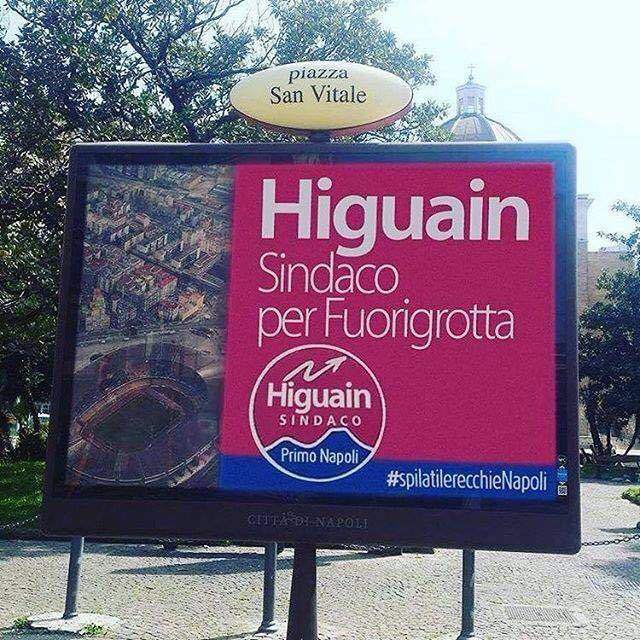 piazza
San Vitale
Higuain
Sindaco
per Fuorigrotta
Higuain
SINDACO
Primo Napoli
#spilatilerecchieNapoli
CITTÀ DI NAPOLI